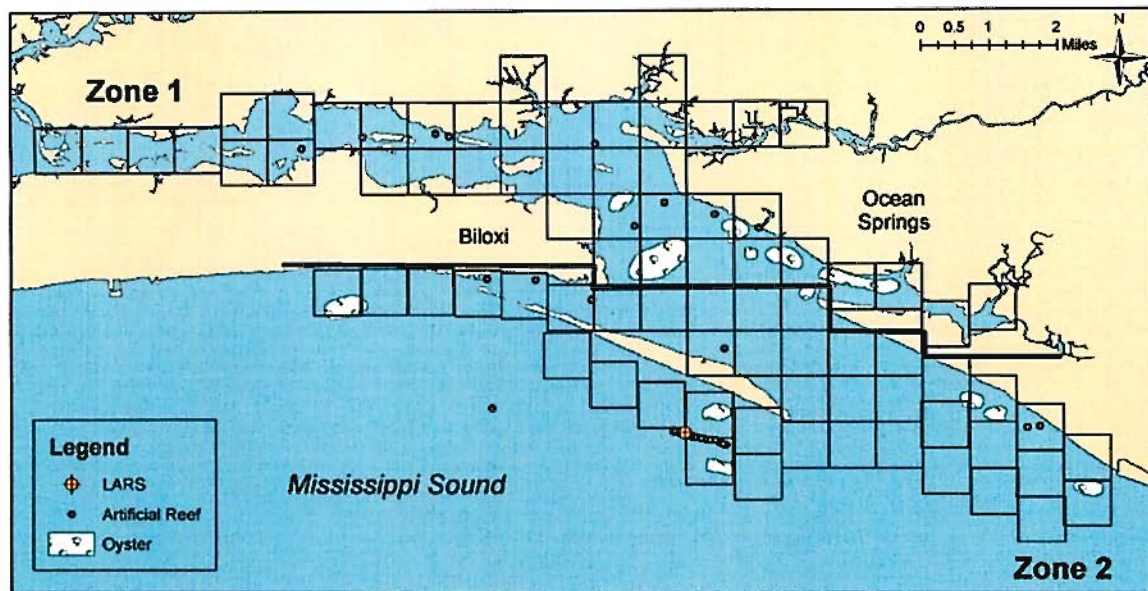 Zone 1
0 0.5 1 2
Miles
N
Ocean
Springs
Biloxi
Legend
LARS
Artificial Reef
Oyster
Mississippi Sound
Zone 2